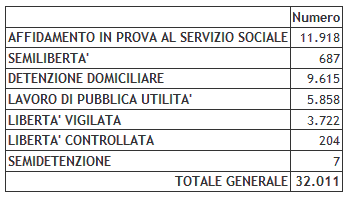 Numero
AFFIDAMENTO IN PROVA AL SERVIZIO SOCIALE 11.918
SEMILIBERTA' 687
DETENZIONE DOMICILIARE 9.615
LAVORO DI PUBBLICA UTILITA' 5.858
LIBERTA' VIGILATA 3.722
LIBERTA' CONTROLLATA 204
SEMIDETENZIONE 7
TOTALE GENERALE 32.011